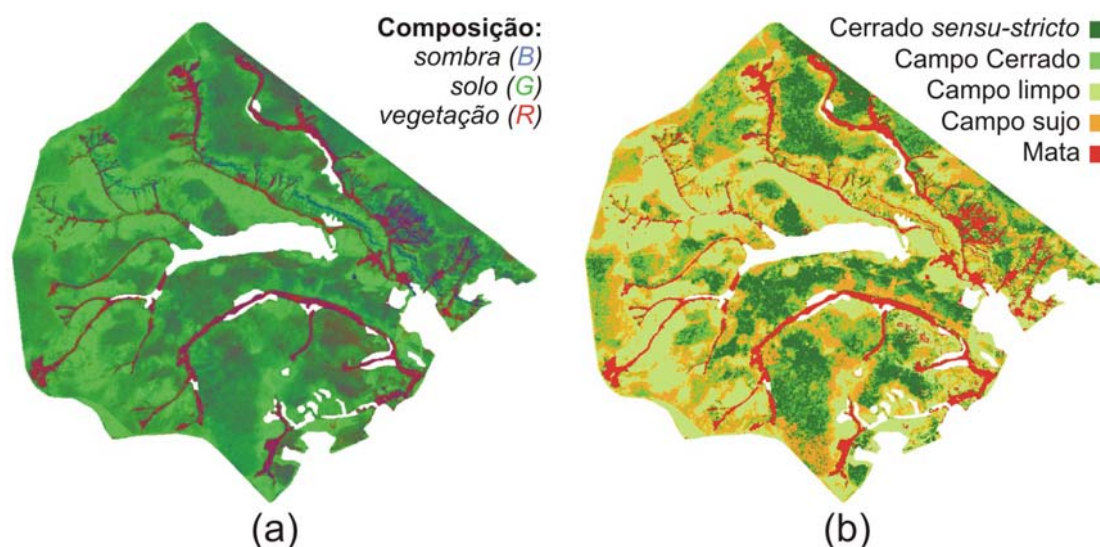 Composição:
sombra (B)
solo (G)
vegetação (R)
Cerrado sensu-stricto
Campo Cerrado
Campo limpo
Campo sujo
Mata
(a)
(b)